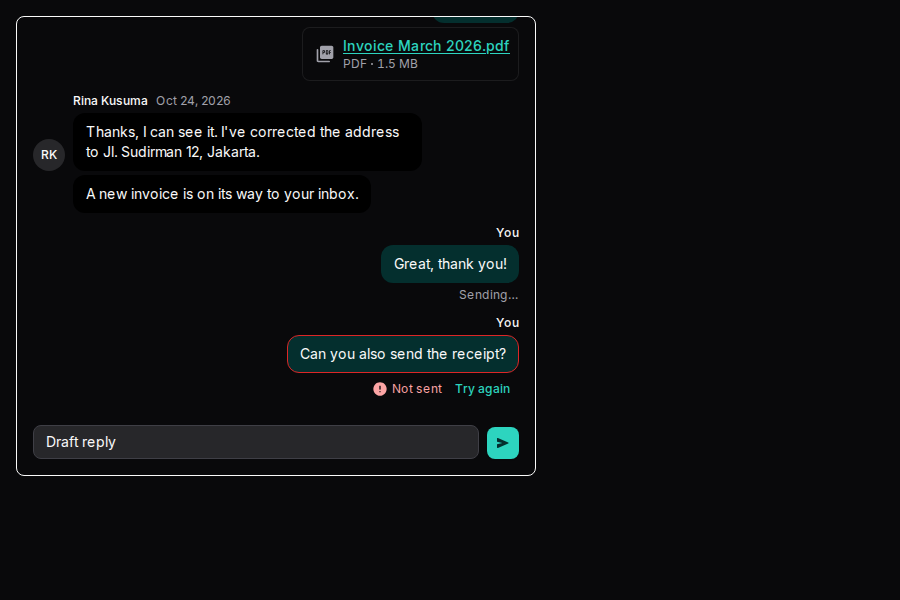 Invoice March 2026.pdf
PDF · 1.5 MB
Rina Kusuma Oct 24, 2026
Thanks, I can see it. I've corrected the address
to Jl. Sudirman 12, Jakarta.
RK
A new invoice is on its way to your inbox.
You
Great, thank you!
Sending...
You
Can you also send the receipt?
Not sent Try again
Draft reply